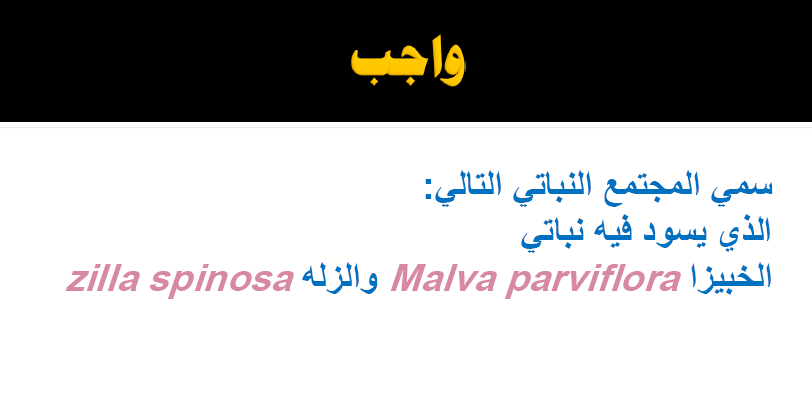 واجب
سمي المجتمع النباتي التالي:
الذي يسود فيه نباتي
الخبيزا Malva parviflora والزله zilla spinosa